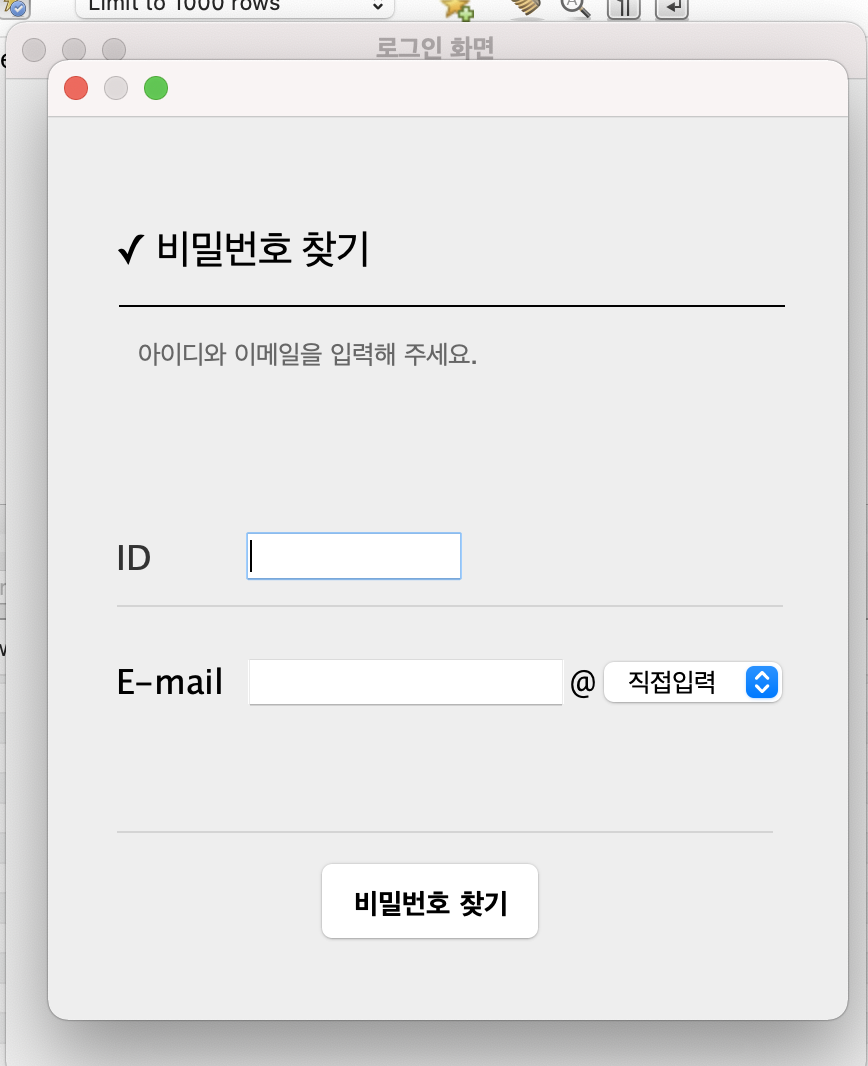 Limit to 1000 rows
로그인 화면
✓ 비밀번호 찾기
아이디와 이메일을 입력해 주세요.
ID
E-mail @ 직접입력
비밀번호 찾기